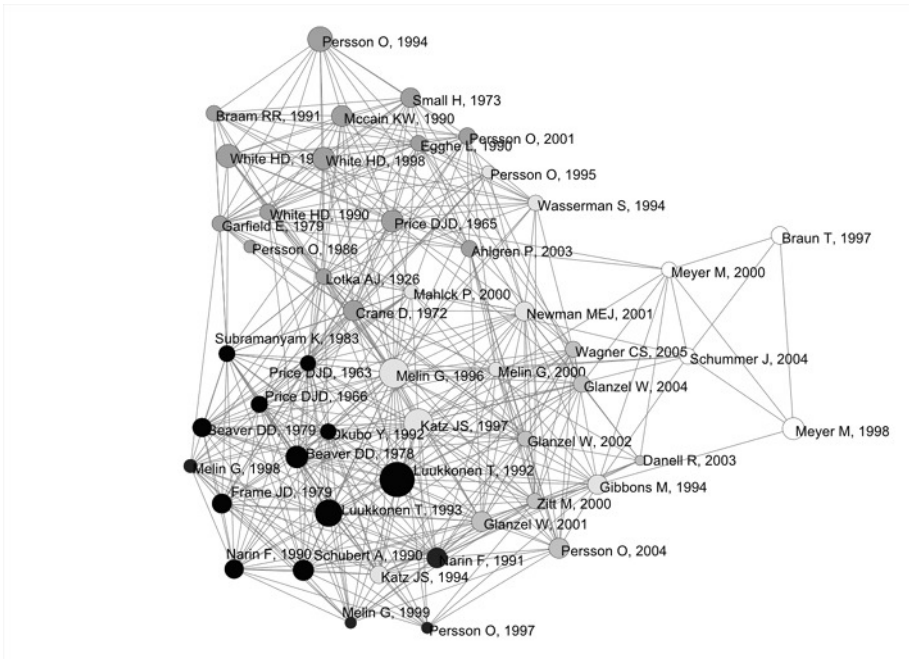 Persson O, 1994
Small H, 1973
Braam RR, 1991
Mccain KW, 1990
Persson O, 2001
Egghe L, 1990
White HD, 19
White HD, 1998
Persson O, 1995
Wasserman S, 1994
White HD, 1990
Garfield E, 1979
Price DJD, 1965
Braun T, 1997
Persson O, 1986
Ahlgren P, 2003
Meyer M, 2000
Lotka AJ, 1926
Mahlck P, 2000
Crane D, 1972
Newman MEJ, 2001
Subramanyam K, 1983
Wagner CS, 2005
Schummer J, 2004
Price DJD, 1963
Melin G, 1996
Melin G, 2000
Glanzel W, 2004
Price DJD, 1966
Katz JS, 1997
Beaver DD, 1979
Okubo Y, 1992
Glanzel W, 2002
Meyer M, 1998
Beaver DD, 1978
Danell R, 2003
Melin G, 1998
Luukkonen T, 1992
Gibbons M, 1994
Frame JD, 1979
Zitt M, 2000
Luukkonen T, 1993
Glanzel W, 2001
Narin F, 1990
Schubert A, 1990
Persson O, 2004
Narin F, 1991
Katz JS, 1994
Melin G, 1999
Persson O, 1997